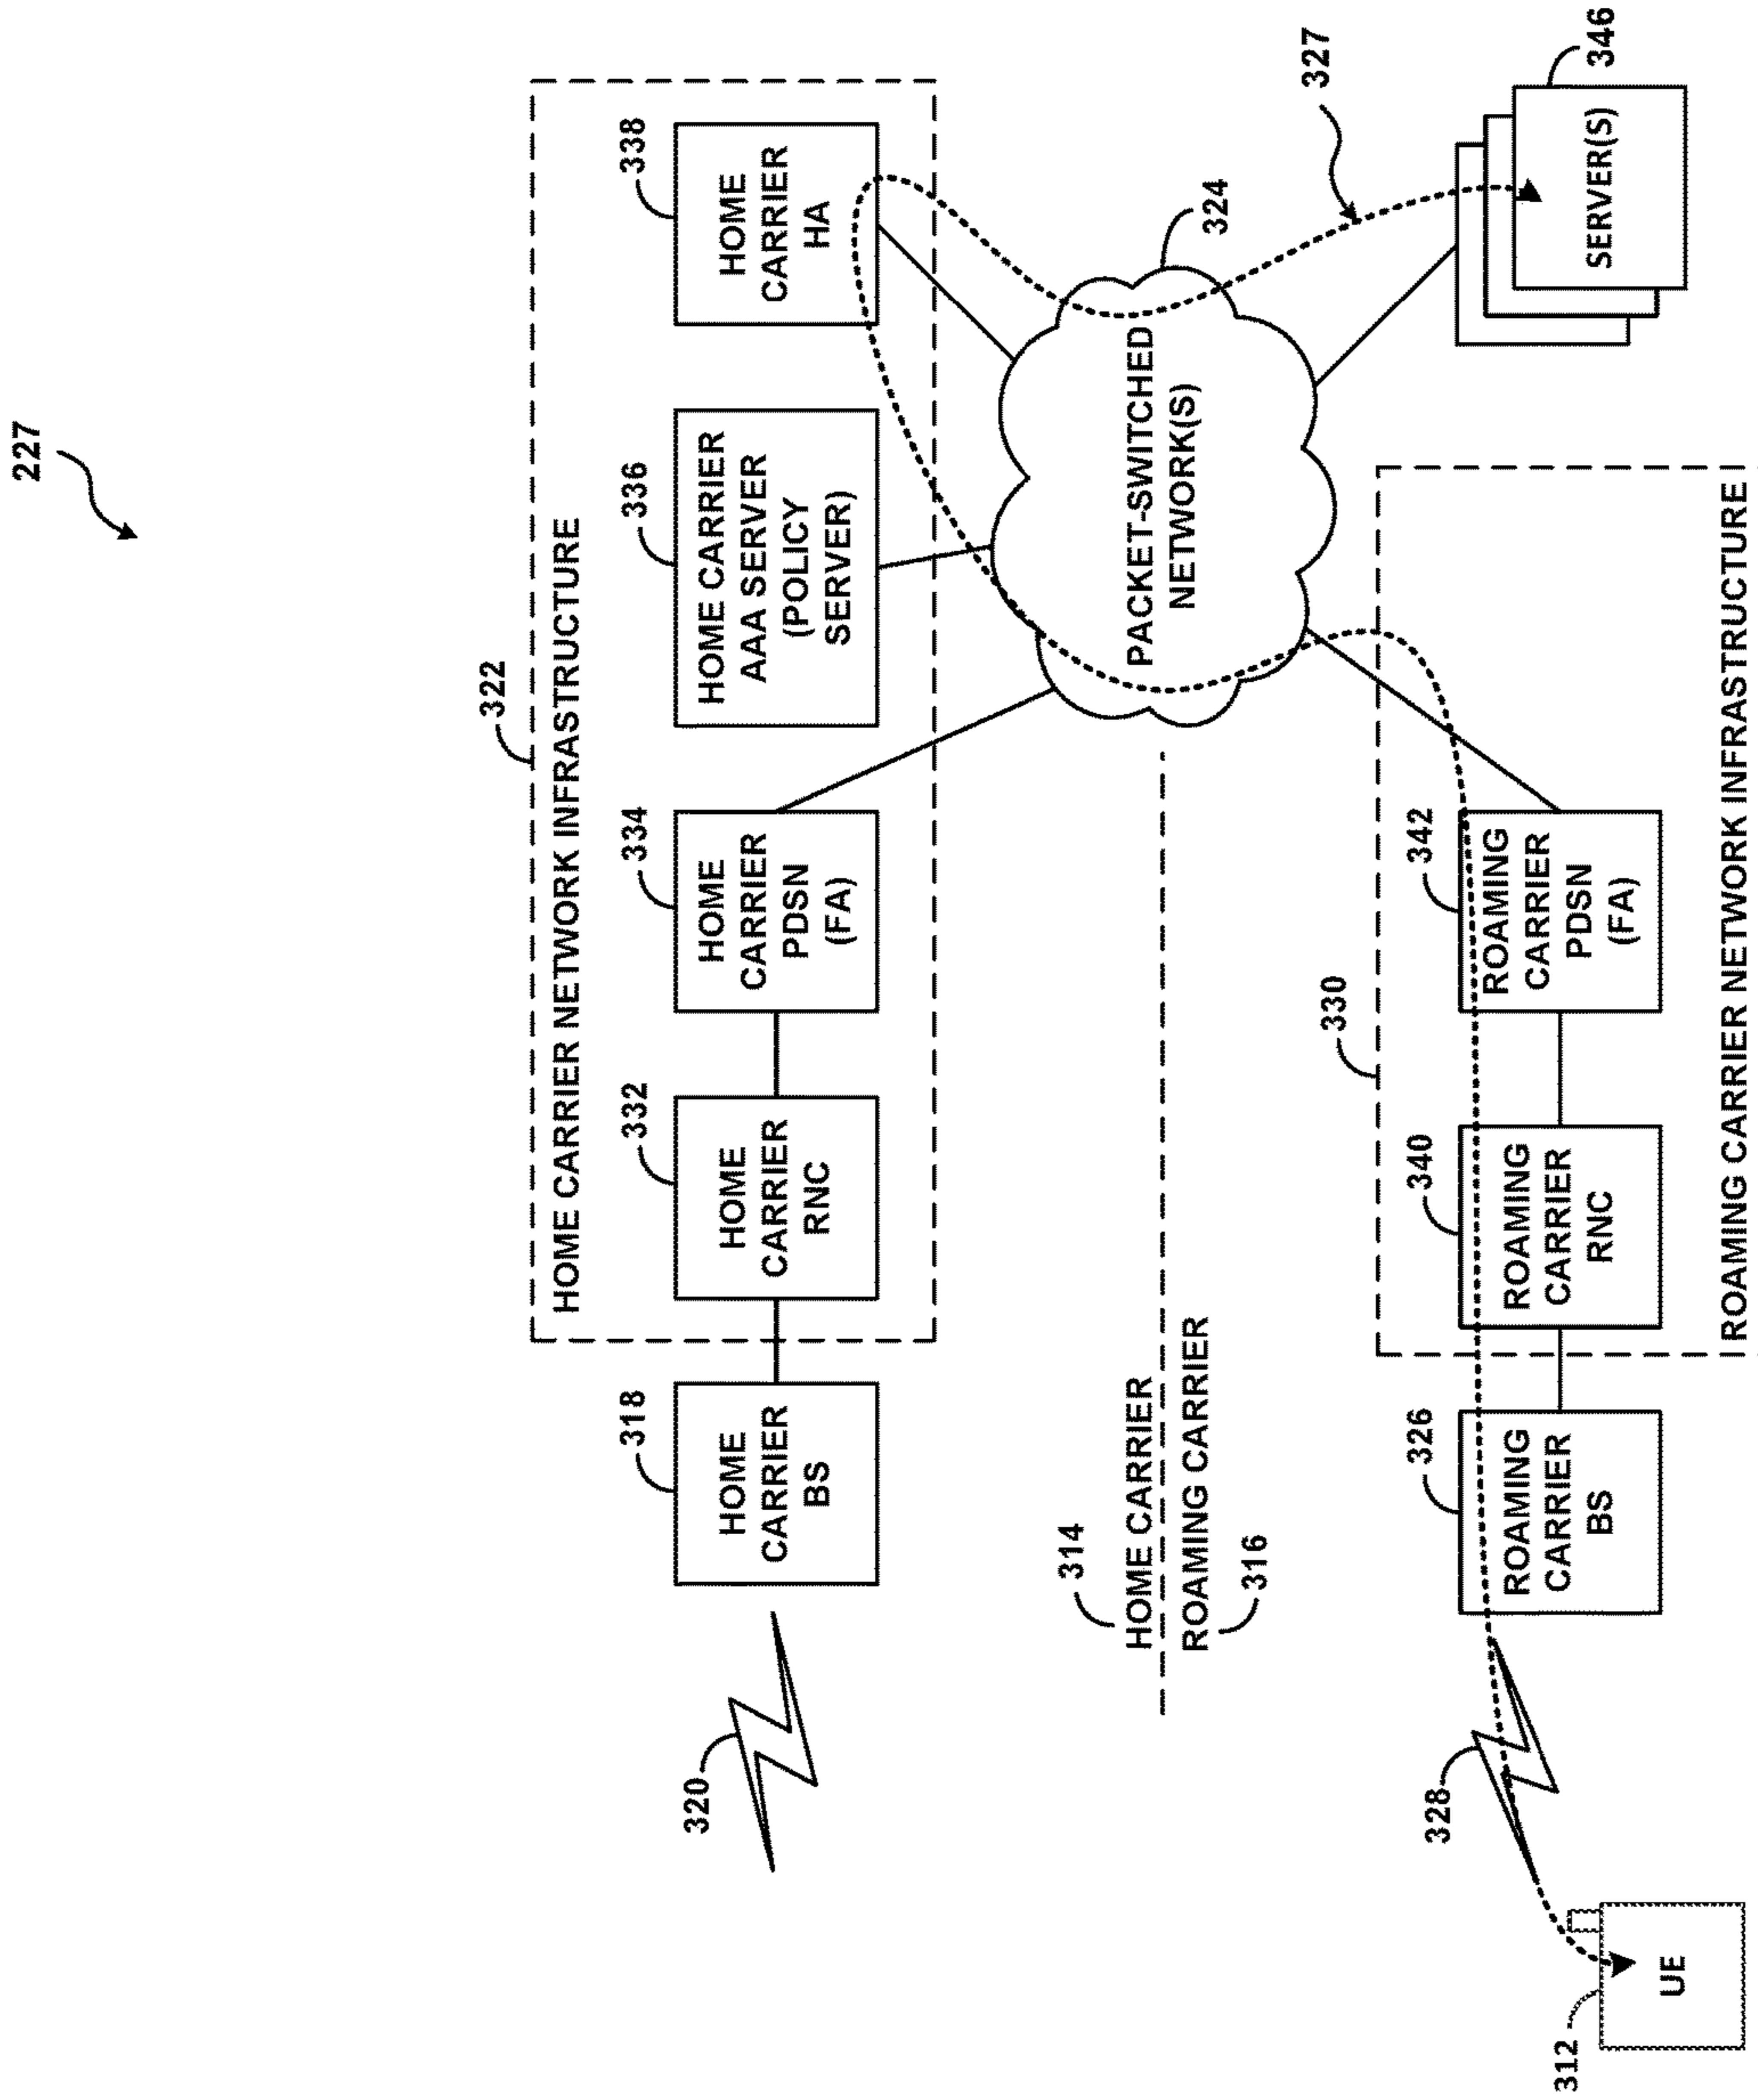 227
322
HOME CARRIER NETWORK INFRASTRUCTURE
318
HOME
CARRIER
BS
332
HOME
CARRIER
RNC
334
HOME
CARRIER
PDSN
(FA)
336
HOME CARRIER
AAA SERVER
(POLICY
SERVER)
338
HOME
CARRIER
HA
320
314
HOME CARRIER
ROAMING CARRIER
316
PACKET-SWITCHED
NETWORK(S)
324
327
330
312
UE
328
326
ROAMING
CARRIER
BS
340
ROAMING
CARRIER
RNC
342
ROAMING
CARRIER
PDSN
(FA)
SERVER(S)
346
ROAMING CARRIER NETWORK INFRASTRUCTURE